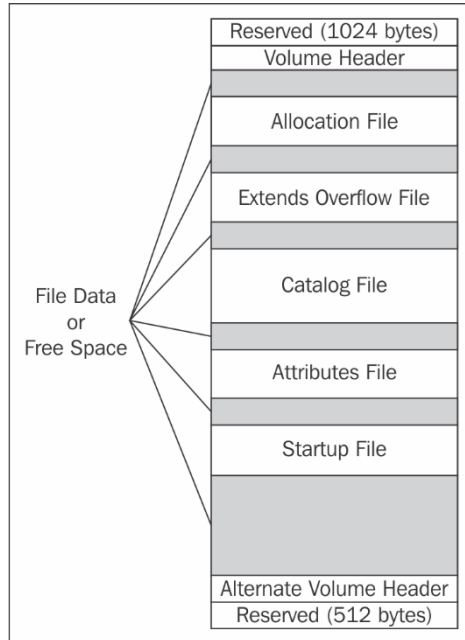 Reserved (1024 bytes)
Volume Header
Allocation File
Extends Overflow File
Catalog File
File Data
or
Free Space
Attributes File
Startup File
Alternate Volume Header
Reserved (512 bytes)